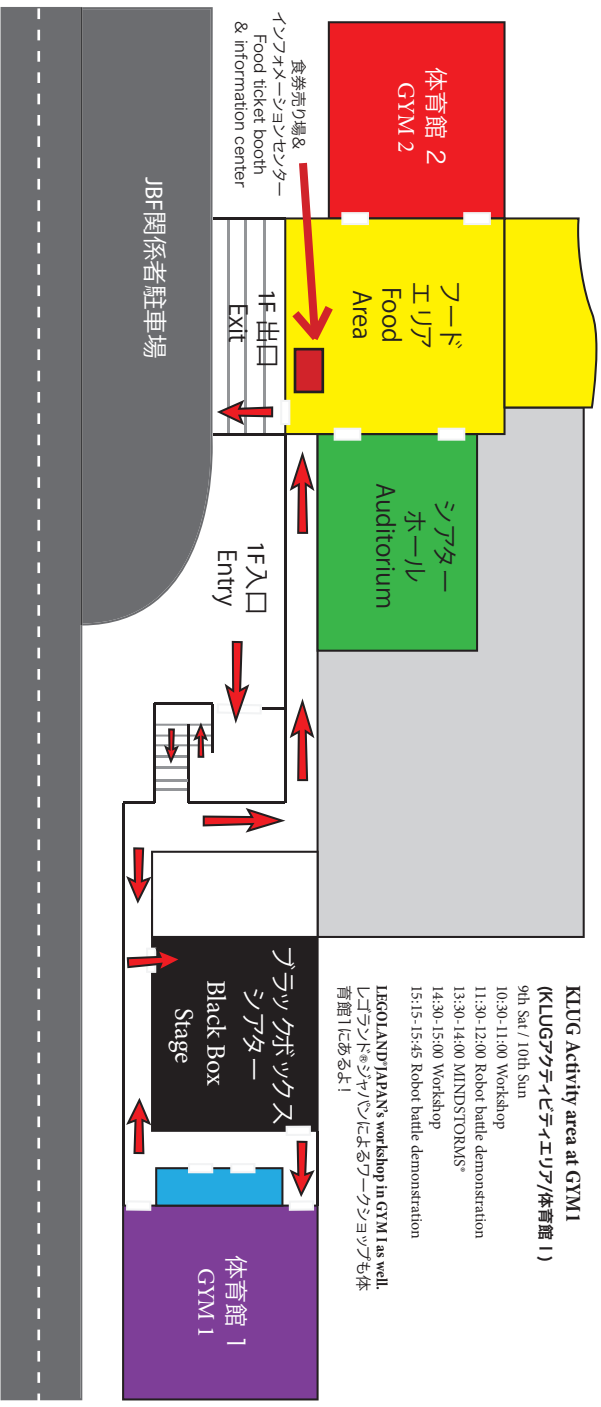 体育館 2
GYM 2
フード
エリア
Food
Area
食券売り場&
インフォメーションセンター
Food ticket booth
& information center
1F 出口
Exit
シアター
ホール
Auditorium
1F入口
Entry
JBF関係者駐車場
KLUG Activity area at GYM1
(KLUGアクティビティエリア/体育館 I )
9th Sat / 10th Sun
10:30-11:00 Workshop
11:30-12:00 Robot battle demonstration
13:30-14:00 MINDSTORMS®
14:30-15:00 Workshop
15:15-15:45 Robot battle demonstration
LEGOLAND®JAPAN's workshop in GYM I as well.
レゴランド®ジャパンによるワークショップも体
育館1にあるよ！
ブラックボックス
シアター
Black Box
Stage
体育館 1
GYM 1